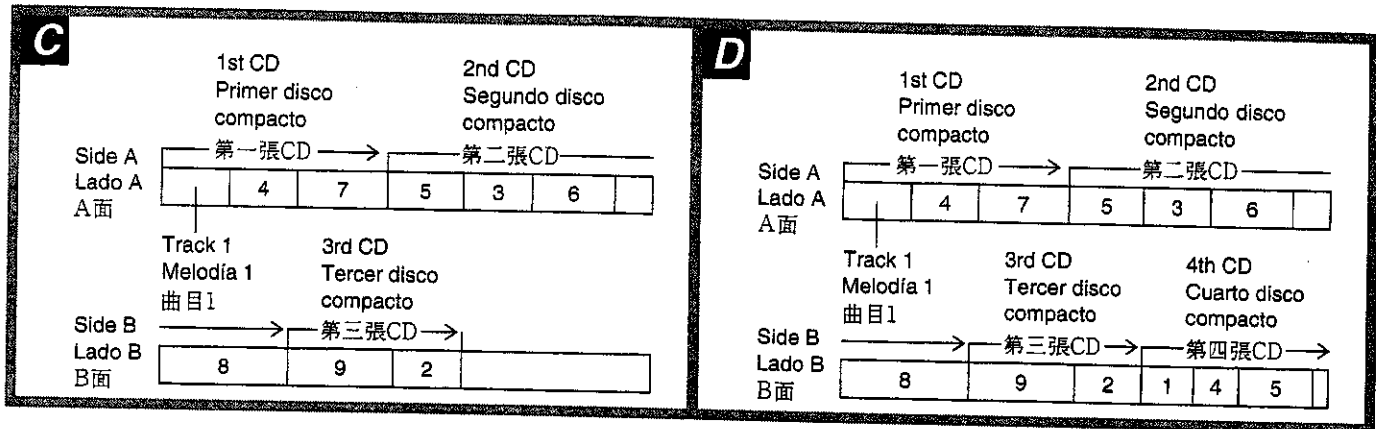 C
1st CD
Primer disco
compacto
第一張CD
2nd CD
Segundo disco
compacto
第二張CD
Side A
Lado A
A面
4 7 5 3 6
Track 1
Melodía 1
曲目1
3rd CD
Tercer disco
compacto
第三張CD
Side B
Lado B
B面
8 9 2
D
1st CD
Primer disco
compacto
第一張CD
2nd CD
Segundo disco
compacto
第二張CD
Side A
Lado A
A面
4 7 5 3 6
Track 1
Melodía 1
曲目1
3rd CD
Tercer disco
compacto
第三張CD
4th CD
Cuarto disco
compacto
第四張CD
Side B
Lado B
B面
8 9 2 1 4 5